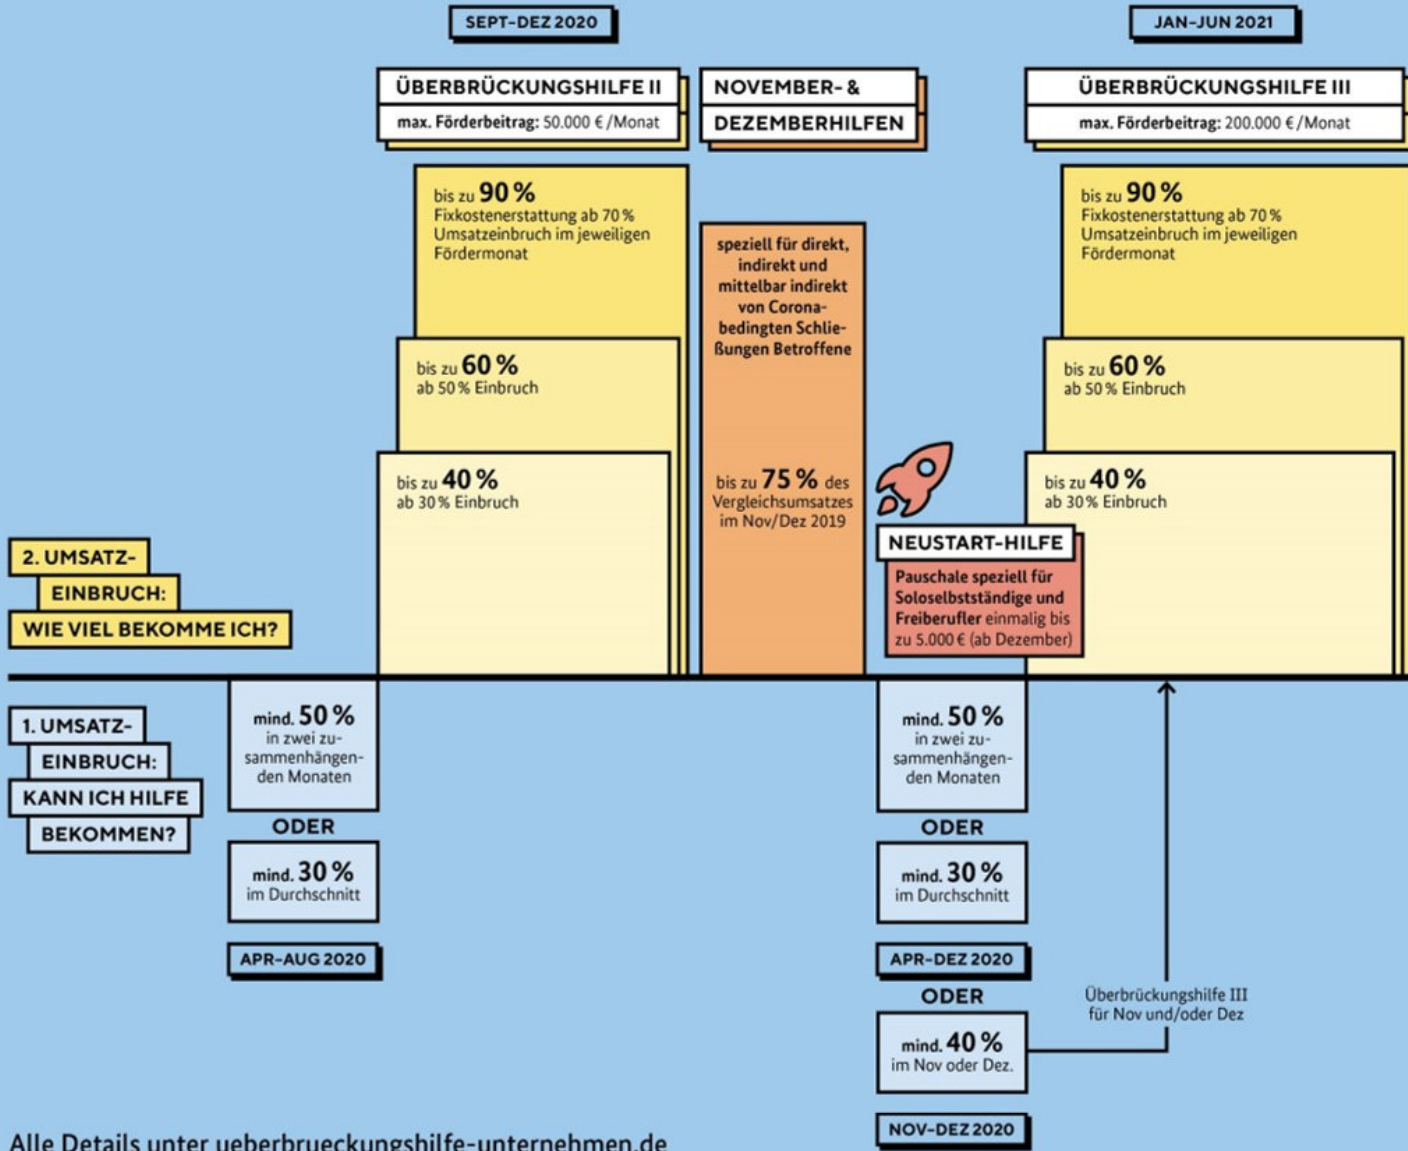 SEPT–DEZ 2020
ÜBERBRÜCKUNGSHILFE II
max. Förderbeitrag: 50.000 €/Monat
bis zu 90 %
Fixkostenerstattung ab 70 %
Umsatzeinbruch im jeweiligen
Fördermonat
bis zu 60 %
ab 50 % Einbruch
bis zu 40 %
ab 30 % Einbruch
NOVEMBER- &
DEZEMBERHILFEN
speziell für direkt,
indirekt und
mittelbar indirekt
von Corona-
bedingten Schlie-
ßungen Betroffene
bis zu 75 % des
Vergleichsumsatzes
im Nov/Dez 2019
NEUSTART-HILFE
Pauschale speziell für
Soloselbstständige und
Freiberufler einmalig bis
zu 5.000 € (ab Dezember)
JAN–JUN 2021
ÜBERBRÜCKUNGSHILFE III
max. Förderbeitrag: 200.000 €/Monat
bis zu 90 %
Fixkostenerstattung ab 70 %
Umsatzeinbruch im jeweiligen
Fördermonat
bis zu 60 %
ab 50 % Einbruch
bis zu 40 %
ab 30 % Einbruch
2. UMSATZ-
EINBRUCH:
WIE VIEL BEKOMME ICH?
1. UMSATZ-
EINBRUCH:
KANN ICH HILFE
BEKOMMEN?
mind. 50 %
in zwei zu-
sammenhängen-
den Monaten
ODER
mind. 30 %
im Durchschnitt
APR–AUG 2020
mind. 50 %
in zwei zu-
sammenhängen-
den Monaten
ODER
mind. 30 %
im Durchschnitt
APR–DEZ 2020
ODER
mind. 40 %
im Nov oder Dez.
NOV–DEZ 2020
Überbrückungshilfe III
für Nov und/oder Dez
Alle Details unter ueberbrueckungshilfe-unternehmen.de